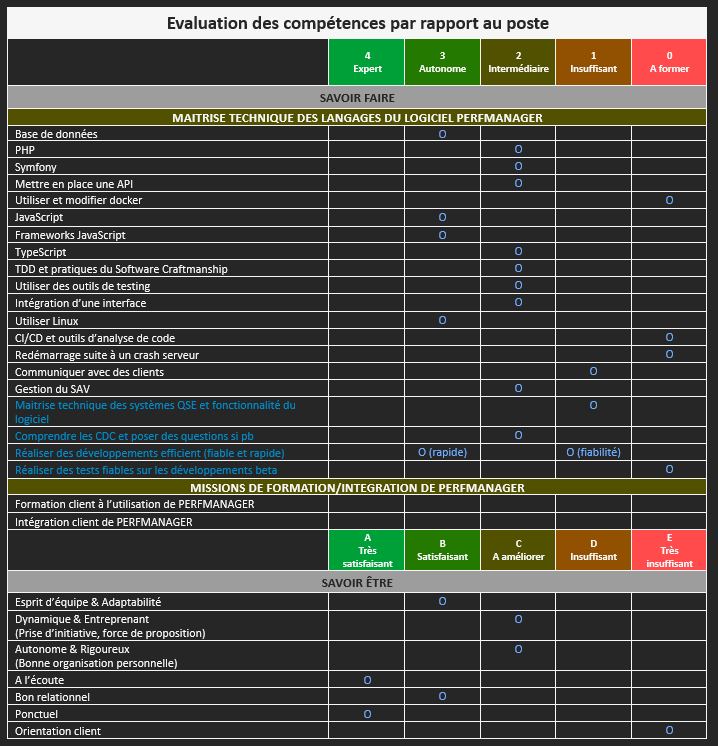 Evaluation des compétences par rapport au poste
4 3 2 1 0
Expert Autonome Intermédiaire Insuffisant A former
SAVOIR FAIRE
MAITRISE TECHNIQUE DES LANGAGES DU LOGICIEL PERFMANAGER
Base de données O
PHP O
Symfony O
Mettre en place une API O
Utiliser et modifier docker O
JavaScript O
Frameworks JavaScript O
TypeScript O
TDD et pratiques du Software Craftmanship O
Utiliser des outils de testing O
Intégration d'une interface O
Utiliser Linux O
CI/CD et outils d'analyse de code O
Redémarrage suite à un crash serveur O
Communiquer avec des clients O
Gestion du SAV O
Maitrise technique des systèmes QSE et fonctionnalité du O
logiciel
Comprendre les CDC et poser des questions si pb O
Réaliser des développements efficient (fiable et rapide) O (rapide) O (fiabilité)
Réaliser des tests fiables sur les développements beta O
MISSIONS DE FORMATION/INTEGRATION DE PERFMANAGER
Formation client à l'utilisation de PERFMANAGER
Intégration client de PERFMANAGER
A B C D E
Très Satisfaisant A améliorer Insuffisant Très
satisfaisant insuffisant
SAVOIR ÊTRE
Esprit d'équipe & Adaptabilité O
Dynamique & Entreprenant O
(Prise d'initiative, force de proposition)
Autonome & Rigoureux O
(Bonne organisation personnelle)
A l'écoute O
Bon relationnel O
Ponctuel O
Orientation client O